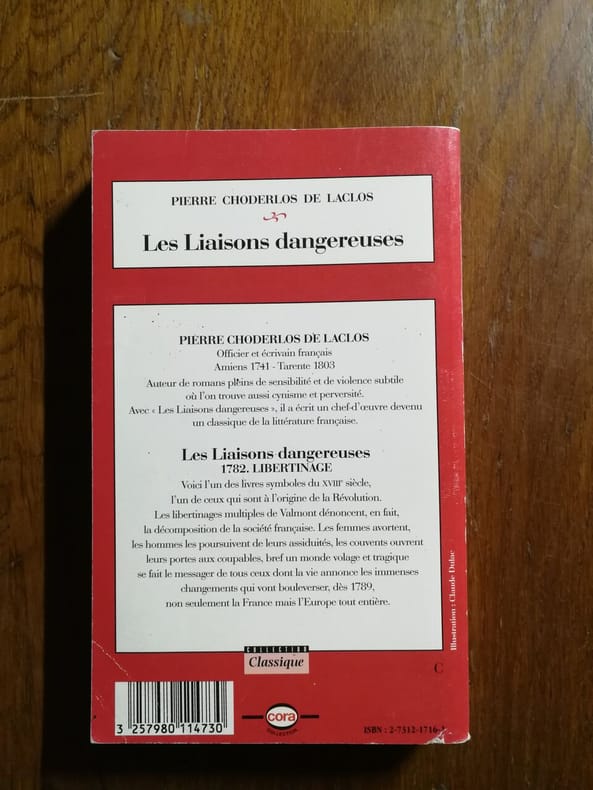 PIERRE CHODERLOS DE LACLOS
Les Liaisons dangereuses
PIERRE CHODERLOS DE LACLOS
Officier et écrivain français
Amiens 1741 - Tarente 1803
Auteur de romans pleins de sensibilité et de violence subtile
où l'on trouve aussi cynisme et perversité.
Avec « Les Liaisons dangereuses », il a écrit un chef-d'œuvre devenu
un classique de la littérature française.
Les Liaisons dangereuses
1782. LIBERTINAGE
Voici l'un des livres symboles du XVIIIe siècle,
l'un de ceux qui sont à l'origine de la Révolution.
Les libertinages multiples de Valmont dénoncent, en fait,
la décomposition de la société française. Les femmes avortent,
les hommes les poursuivent de leurs assiduités, les couvents ouvrent
leurs portes aux coupables, bref un monde volage et tragique
se fait le messager de tous ceux dont la vie annonce les immenses
changements qui vont bouleverser, dès 1789,
non seulement la France mais l'Europe tout entière.
Illustration : Claude Dulac
COLLECTION
Classique
C
3 257980 114730
cora
COLLECTION
ISBN : 2-7312-1716-